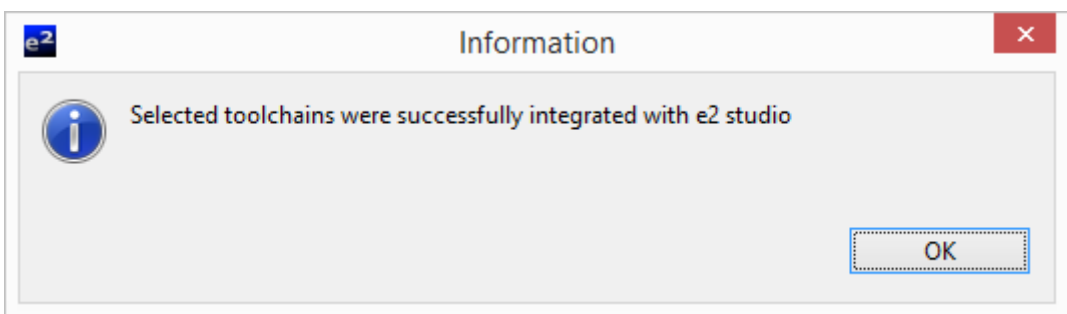 e² Information
Selected toolchains were successfully integrated with e2 studio
OK